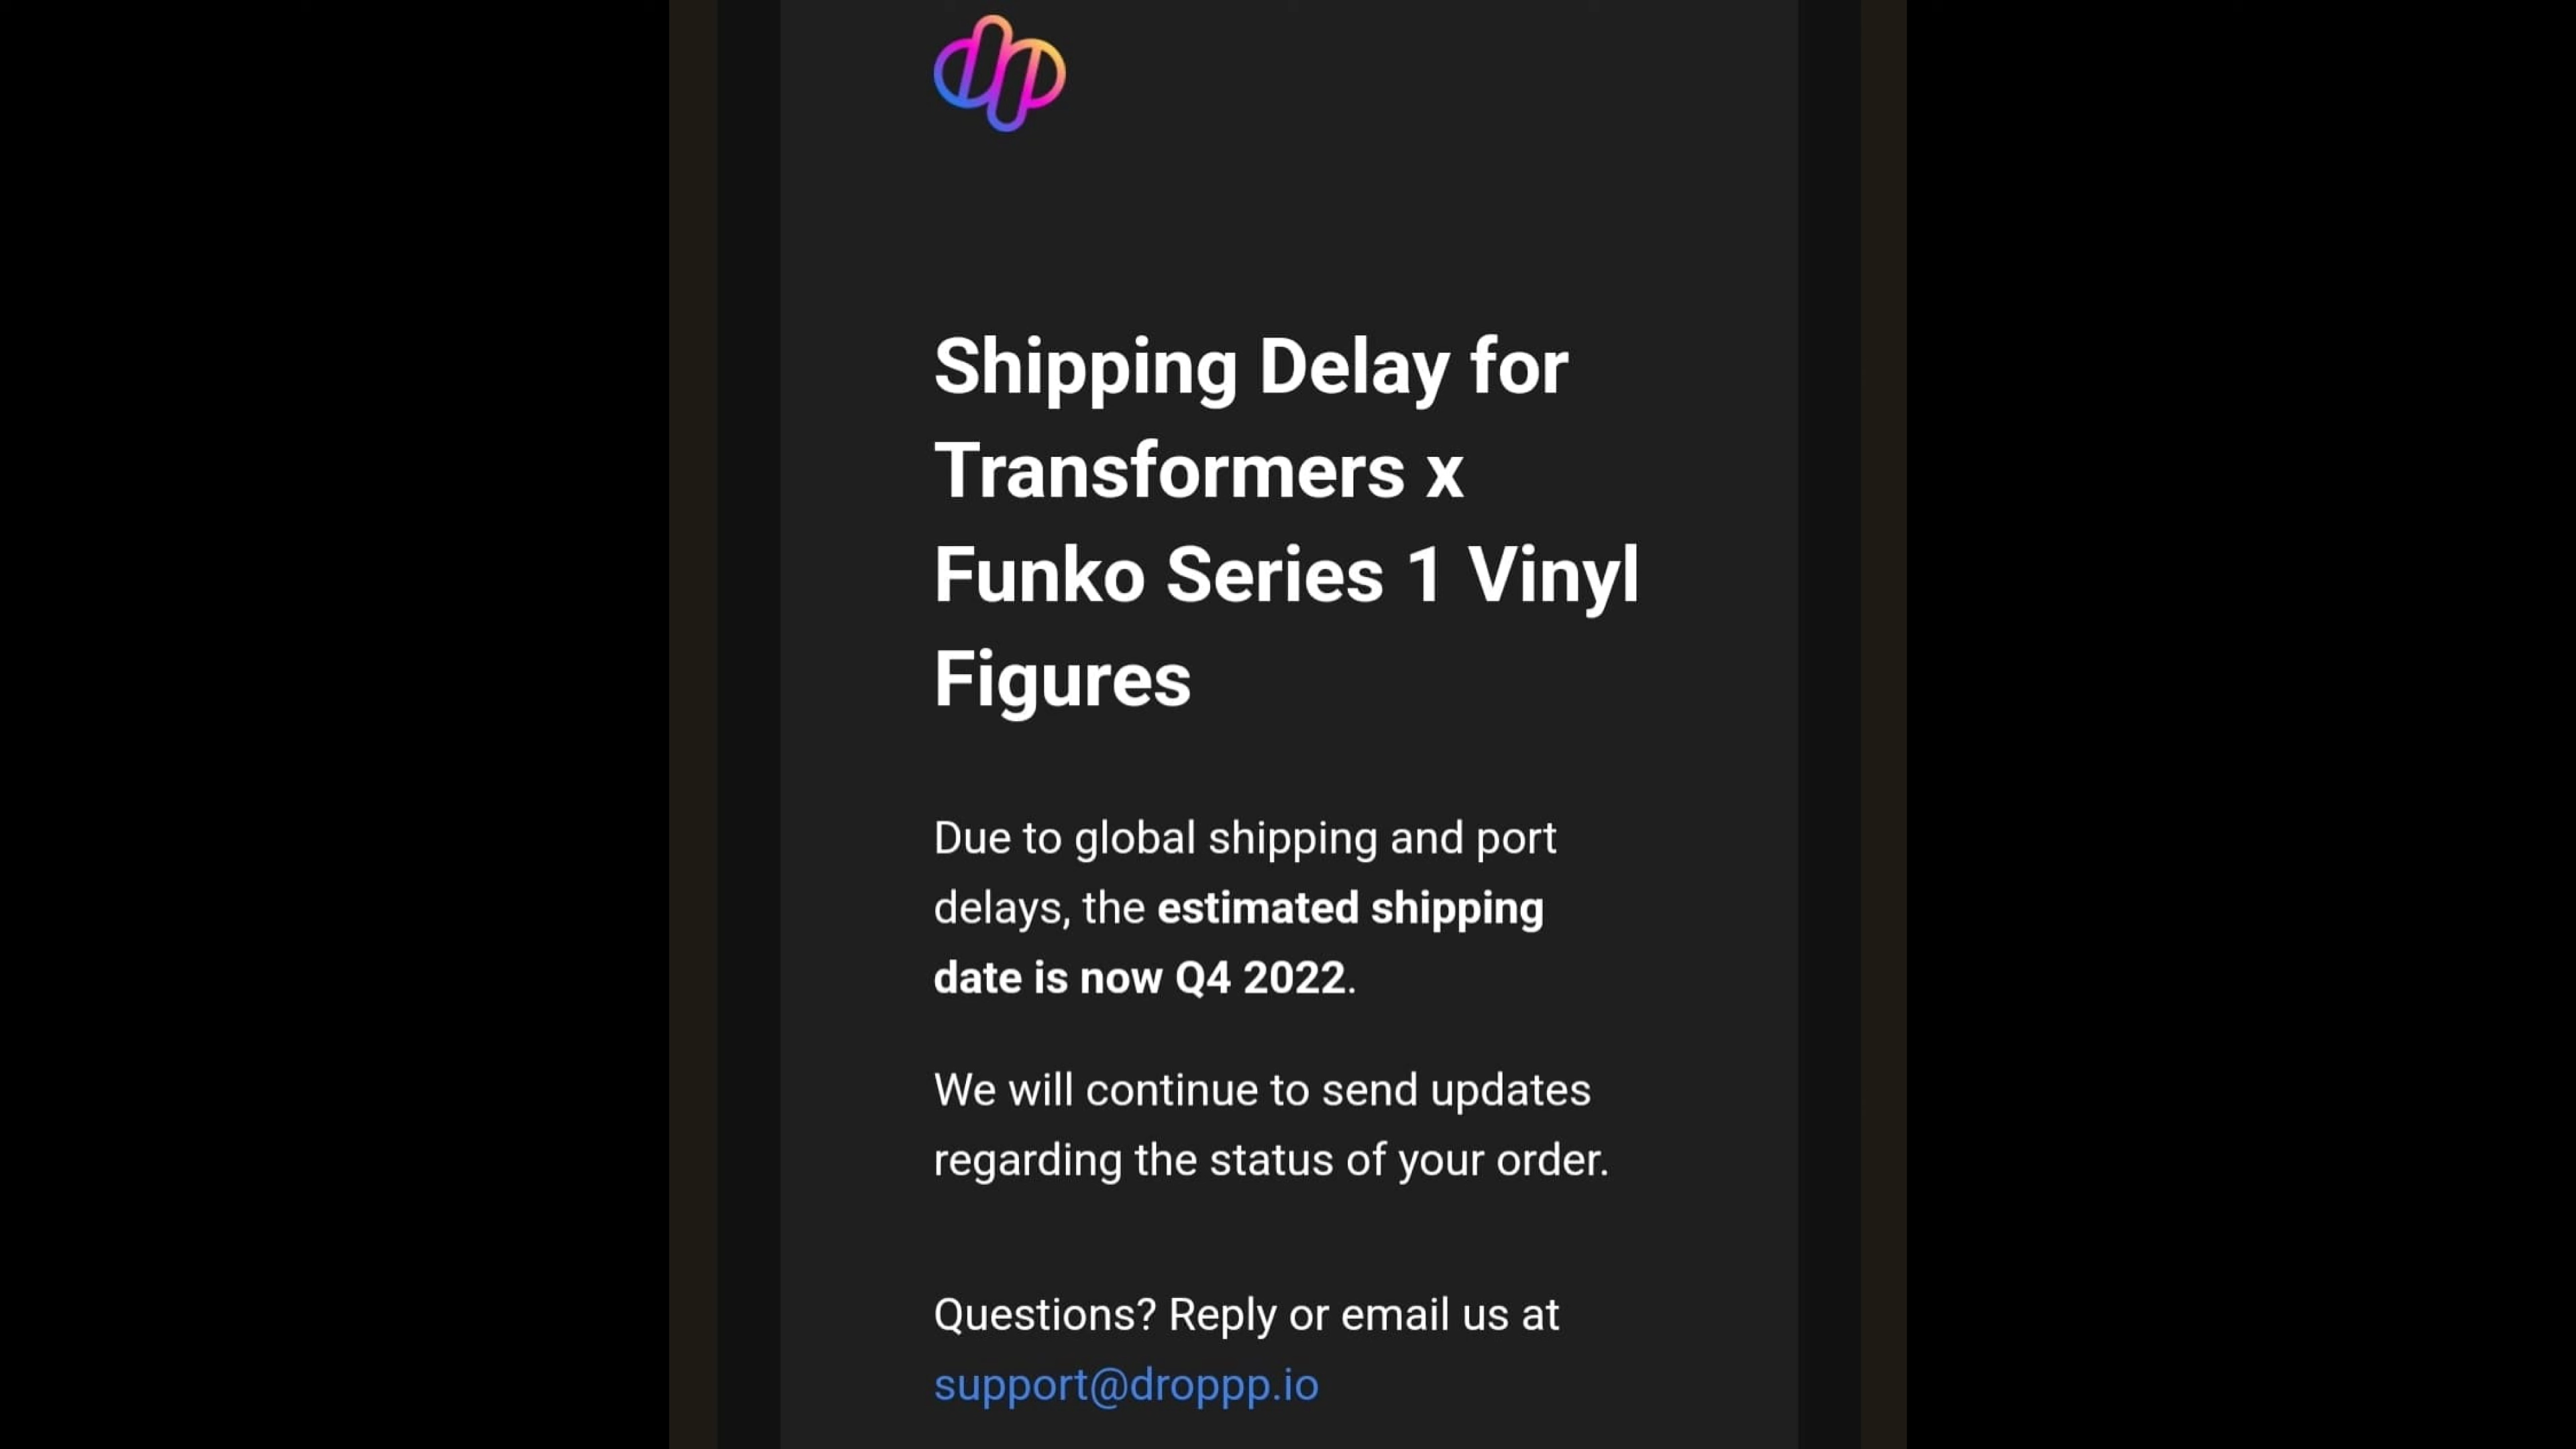 Shipping Delay for
Transformers x
Funko Series 1 Vinyl
Figures
Due to global shipping and port
delays, the estimated shipping
date is now Q4 2022.
We will continue to send updates
regarding the status of your order.
Questions? Reply or email us at
support@droppp.io